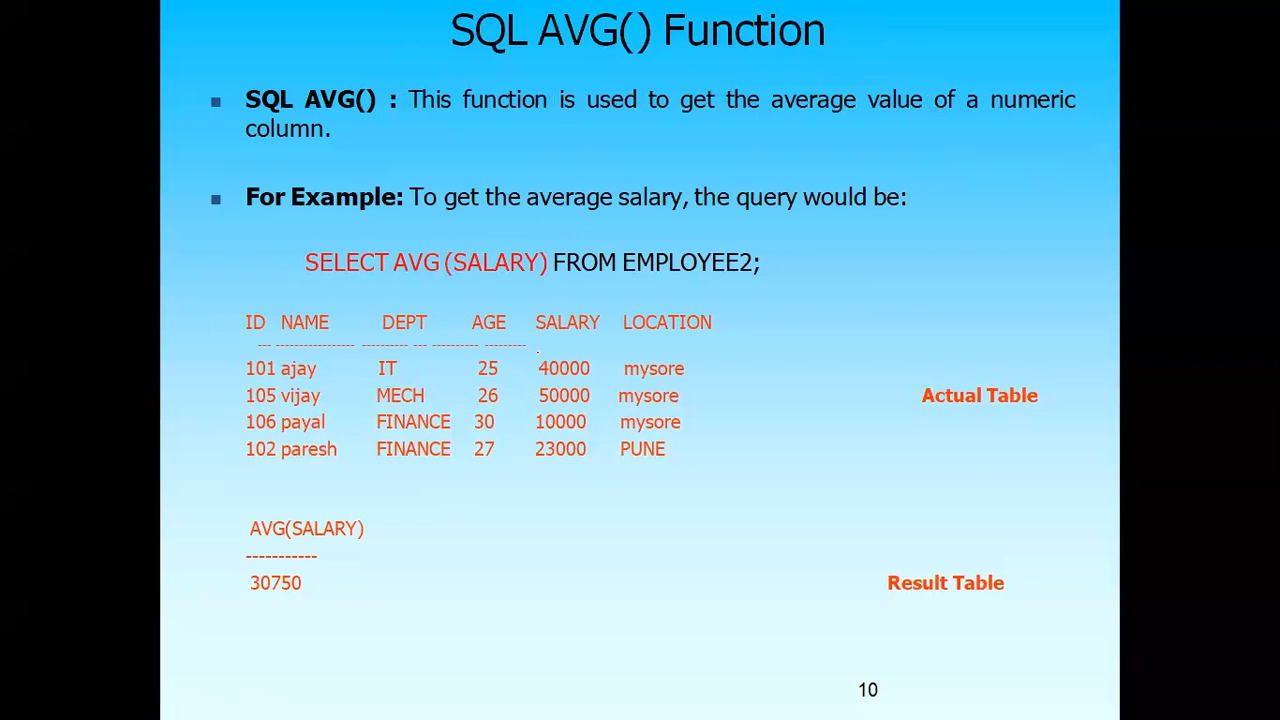 SQL AVG() Function
SQL AVG() : This function is used to get the average value of a numeric
column.
For Example: To get the average salary, the query would be:
SELECT AVG (SALARY) FROM EMPLOYEE2;
ID NAME DEPT AGE SALARY LOCATION
--- ----------------- ---------- --- ---------- ---------
101 ajay IT 25 40000 mysore
105 vijay MECH 26 50000 mysore Actual Table
106 payal FINANCE 30 10000 mysore
102 paresh FINANCE 27 23000 PUNE
AVG(SALARY)
-----------
30750 Result Table
10